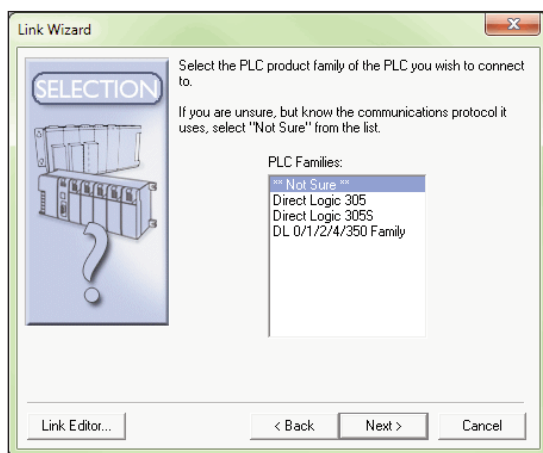 Link Wizard
SELECTION
Select the PLC product family of the PLC you wish to connect
to.
If you are unsure, but know the communications protocol it
uses, select "Not Sure" from the list.
PLC Families:
** Not Sure **
Direct Logic 305
Direct Logic 305S
DL 0/1/2/4/350 Family
Link Editor...
< Back
Next >
Cancel